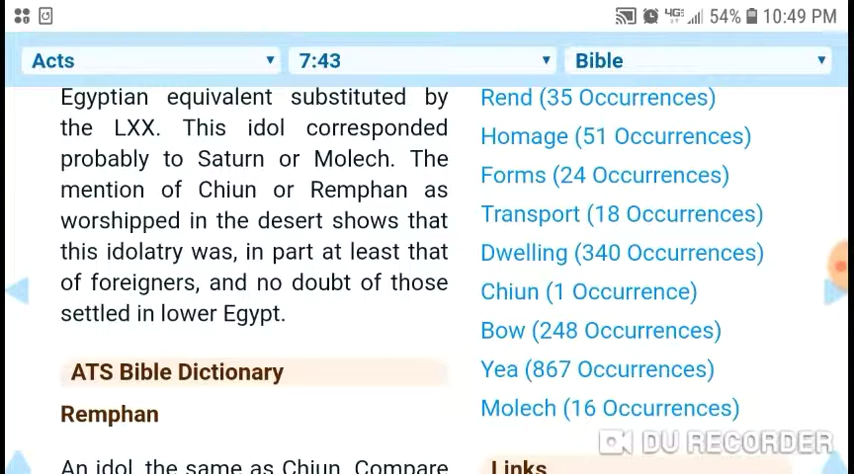 54% 10:49 PM
Acts 7:43 Bible
Egyptian equivalent substituted by
the LXX. This idol corresponded
probably to Saturn or Molech. The
mention of Chiun or Remphan as
worshipped in the desert shows that
this idolatry was, in part at least that
of foreigners, and no doubt of those
settled in lower Egypt.
ATS Bible Dictionary
Remphan
An idol, the same as Chiun. Compare
Rend (35 Occurrences)
Homage (51 Occurrences)
Forms (24 Occurrences)
Transport (18 Occurrences)
Dwelling (340 Occurrences)
Chiun (1 Occurrence)
Bow (248 Occurrences)
Yea (867 Occurrences)
Molech (16 Occurrences)
Links
DU RECORDER